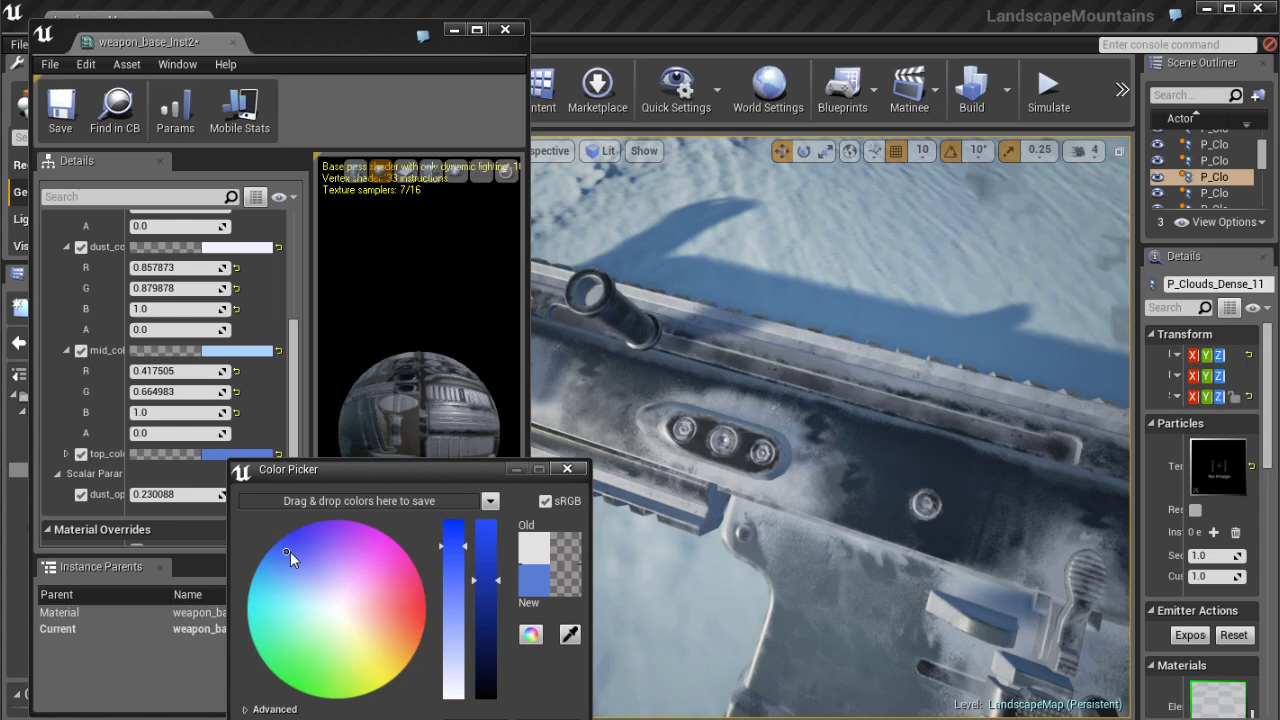 LandscapeMountains
weapon_base_Inst2*
File
File Edit Asset Window Help
Enter console command
Save
Find in CB
Params
Mobile Stats
Marketplace
Quick Settings
World Settings
Blueprints
Matinee
Build
Simulate
Scene Outliner
Search...
Actor
P_Clo
P_Clo
P_Clo
P_Clo
3 View Options
Details
Search
Vertex shader: 33 instructions
Texture samplers: 7/16
Lit
Show
10
10°
0.25
4
A 0.0
dust_co
R 0.857873
G 0.879878
B 1.0
A 0.0
mid_col
R 0.417505
G 0.664983
B 1.0
A 0.0
top_colo
Scalar Par
dust_op 0.230088
Material Overrides
Instance Parents
Parent Name
Material weapon_ba
Current weapon_ba
Color Picker
Drag & drop colors here to save
sRGB
Old
New
Advanced
Details
P_Clouds_Dense_11
Search
Transform
X Y Z
X Y Z
X Y Z
Particles
No Image
Res
Ins 0 e
Sec 1.0
Cus 1.0
Emitter Actions
Expos Reset
Materials
Level: LandscapeMap (Persistent)